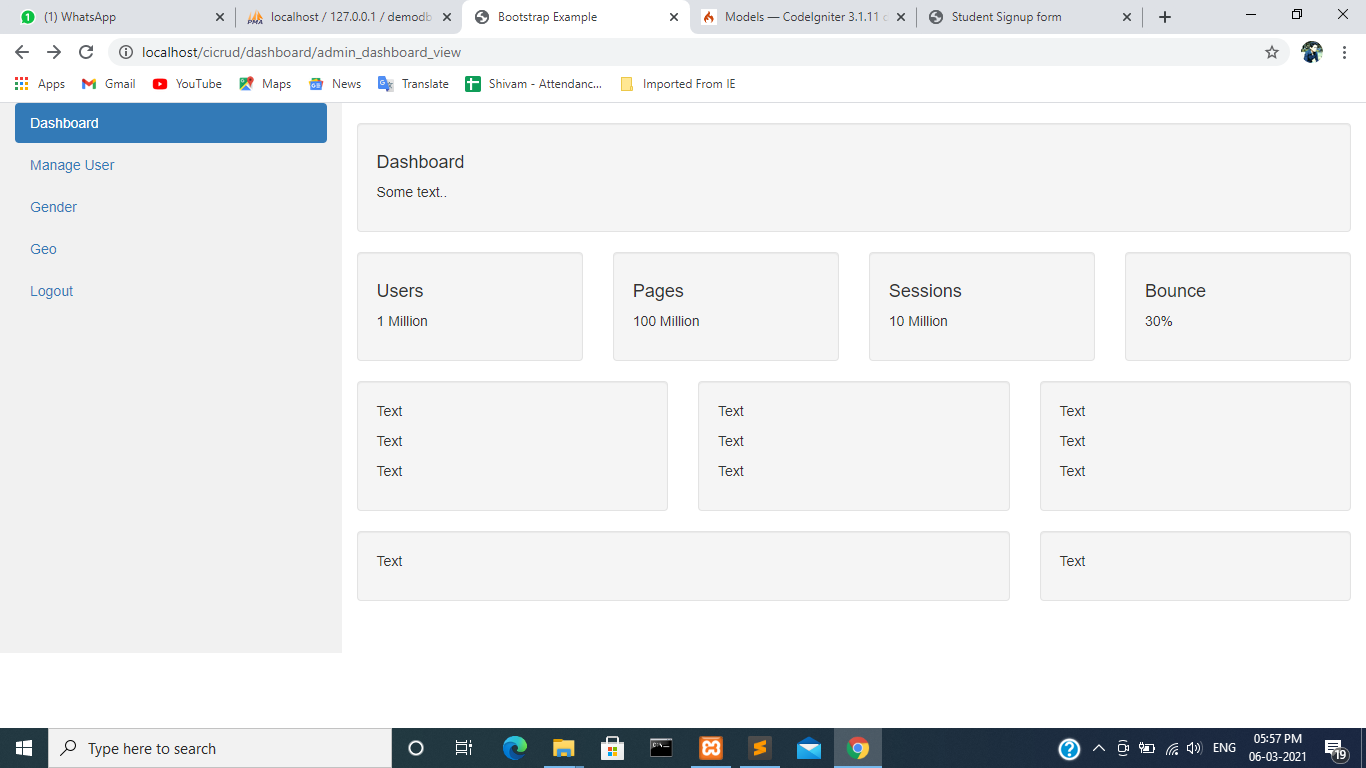 1 (1) WhatsApp
PMA localhost / 127.0.0.1 / demodb
Bootstrap Example
Models — CodeIgniter 3.1.11 d
Student Signup form
localhost/cicrud/dashboard/admin_dashboard_view
Apps Gmail YouTube Maps News Translate Shivam - Attendanc... Imported From IE
Dashboard
Manage User
Gender
Geo
Logout
Dashboard
Some text..
Users
1 Million
Pages
100 Million
Sessions
10 Million
Bounce
30%
Text
Text
Text
Text
Text
Text
Text
Text
Text
Text
Text
Type here to search
ENG
05:57 PM
06-03-2021
19